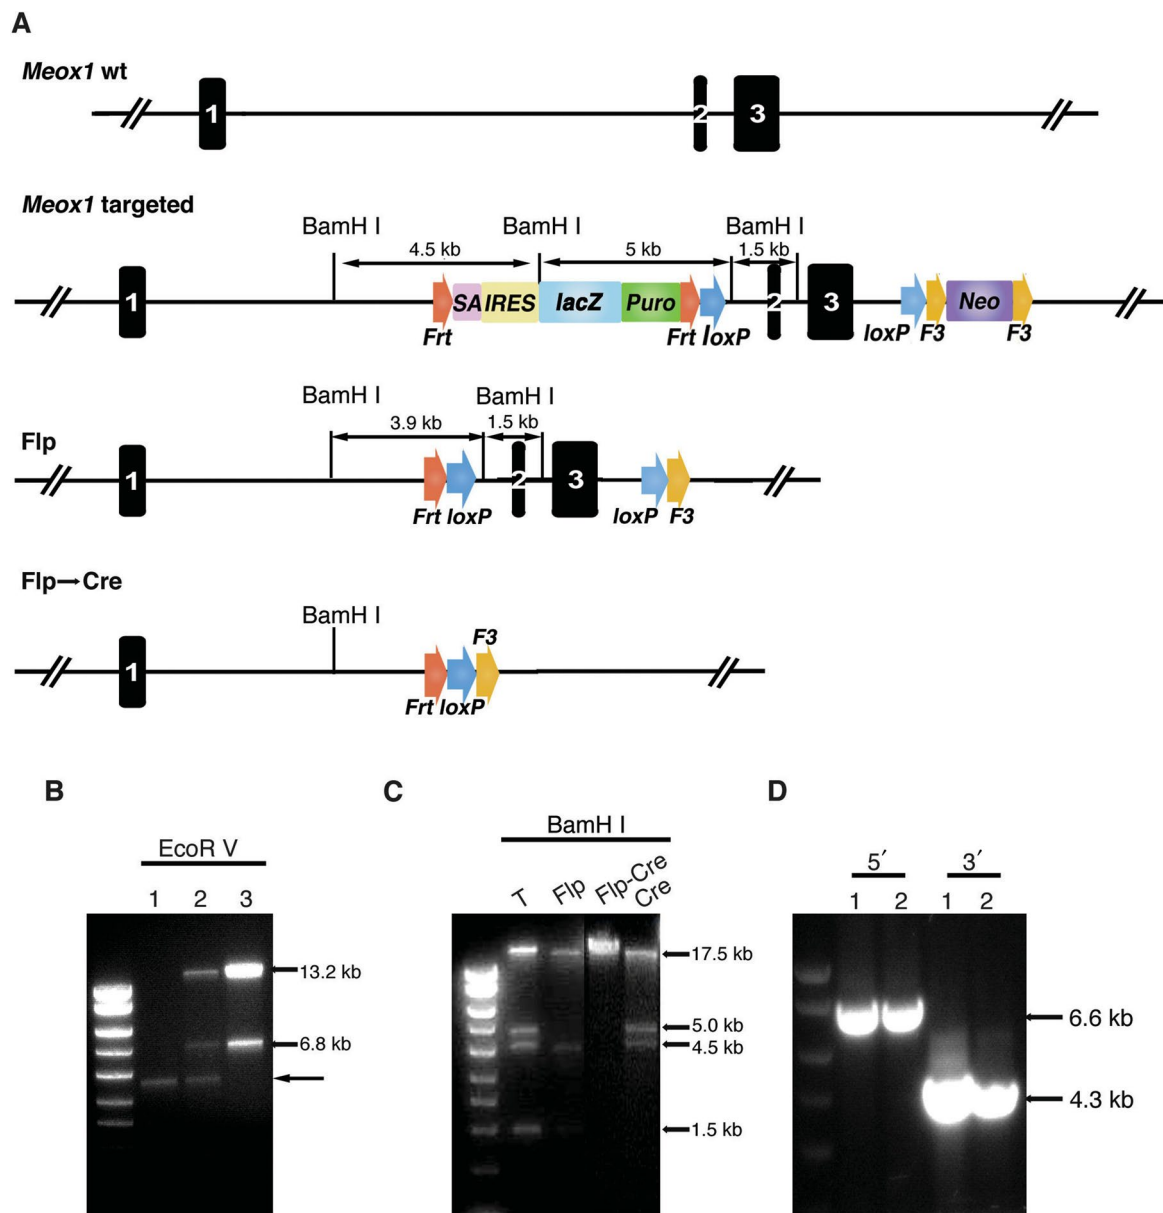 A
Meox1 wt
1 2 3
Meox1 targeted
BamH I BamH I BamH I
4.5 kb 5 kb 1.5 kb
1 SA IRES lacZ Puro 2 3 Neo
Frt Frt loxP loxP F3 F3
BamH I BamH I
3.9 kb 1.5 kb
Flp
1 2 3
Frt loxP loxP F3
Flp→Cre
BamH I
F3
1
Frt loxP
B
EcoR V
1 2 3
13.2 kb
6.8 kb
C
BamH I
T Flp Flp-Cre Cre
17.5 kb
5.0 kb
4.5 kb
1.5 kb
D
5′ 3′
1 2 1 2
6.6 kb
4.3 kb